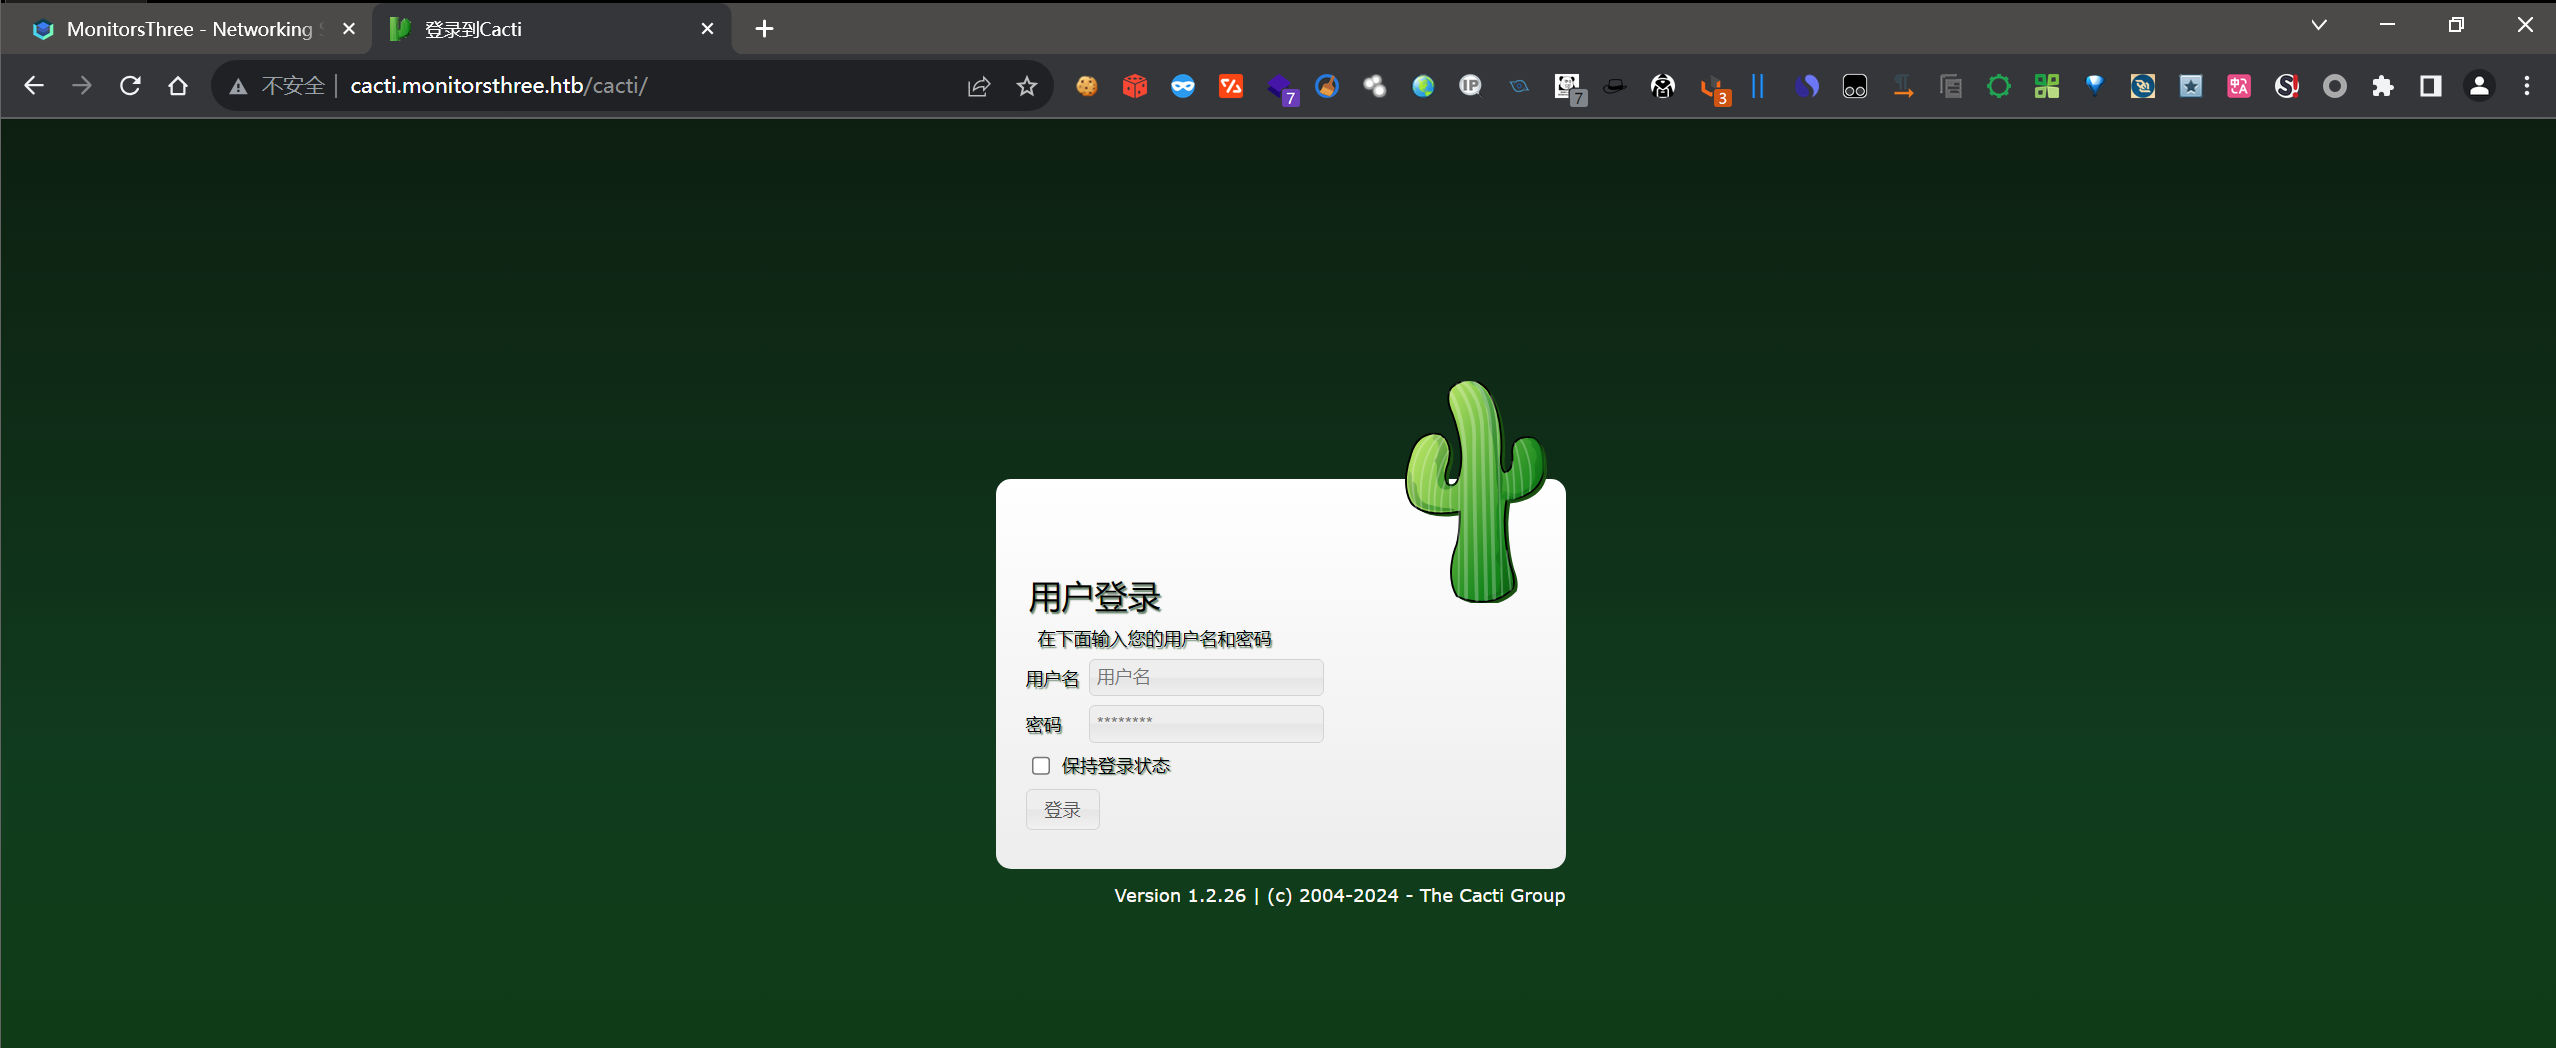 MonitorsThree - Networking S
登录到Cacti
不安全 | cacti.monitorsthree.htb/cacti/
7
IP
7
3
用户登录
在下面输入您的用户名和密码
用户名 用户名
密码 ********
保持登录状态
登录
Version 1.2.26 | (c) 2004-2024 - The Cacti Group